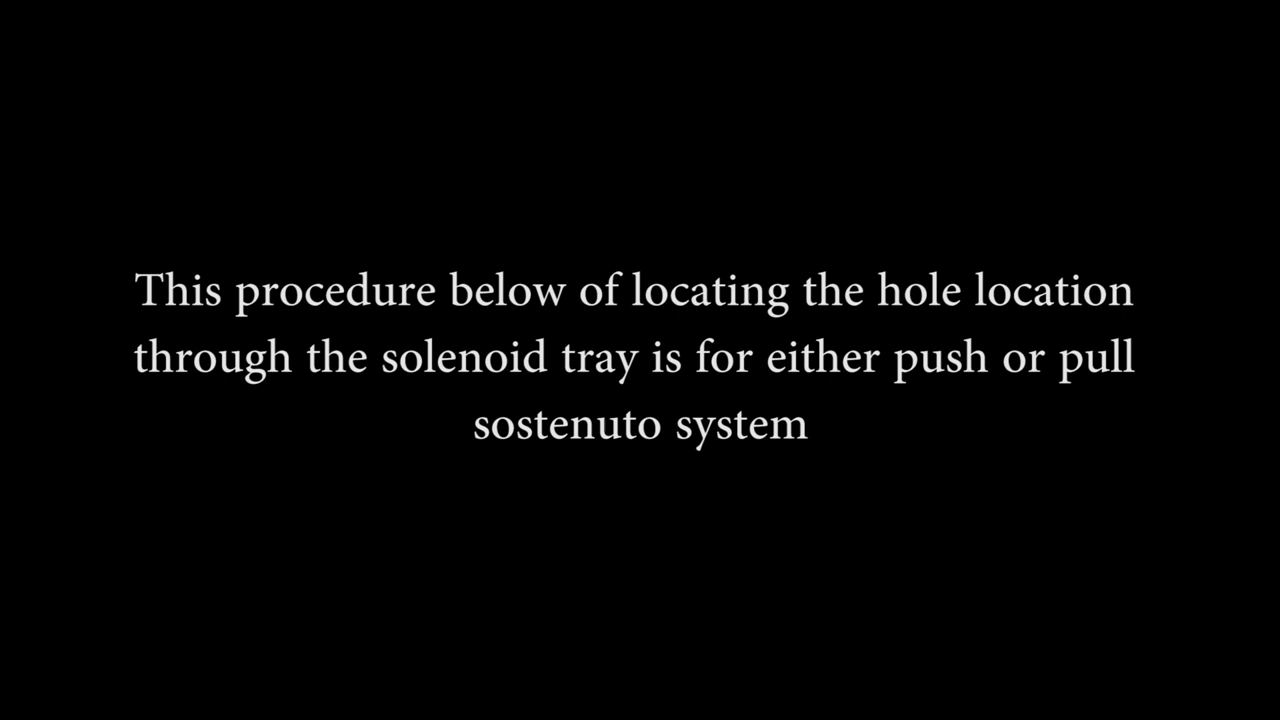 This procedure below of locating the hole location
through the solenoid tray is for either push or pull
sostenuto system